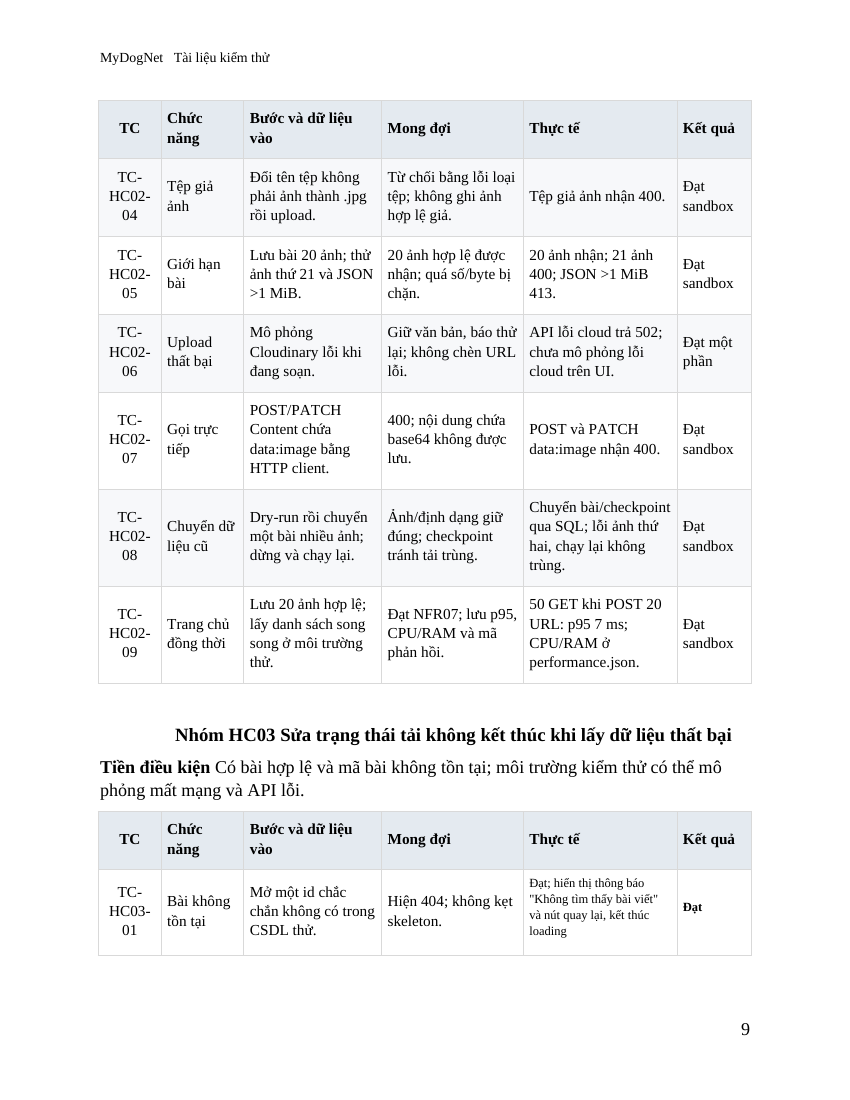 MyDogNet Tài liệu kiểm thử
TC
Chức
năng
Bước và dữ liệu
vào
Mong đợi
Thực tế
Kết quả
TC-
HC02-
04
Tệp giả
ảnh
Đổi tên tệp không
phải ảnh thành .jpg
rồi upload.
Từ chối bằng lỗi loại
tệp; không ghi ảnh
hợp lệ giả.
Tệp giả ảnh nhận 400.
Đạt
sandbox
TC-
HC02-
05
Giới hạn
bài
Lưu bài 20 ảnh; thử
ảnh thứ 21 và JSON
>1 MiB.
20 ảnh hợp lệ được
nhận; quá số/byte bị
chặn.
20 ảnh nhận; 21 ảnh
400; JSON >1 MiB
413.
Đạt
sandbox
TC-
HC02-
06
Upload
thất bại
Mô phỏng
Cloudinary lỗi khi
đang soạn.
Giữ văn bản, báo thử
lại; không chèn URL
lỗi.
API lỗi cloud trả 502;
chưa mô phỏng lỗi
cloud trên UI.
Đạt một
phần
TC-
HC02-
07
Gọi trực
tiếp
POST/PATCH
Content chứa
data:image bằng
HTTP client.
400; nội dung chứa
base64 không được
lưu.
POST và PATCH
data:image nhận 400.
Đạt
sandbox
TC-
HC02-
08
Chuyển dữ
liệu cũ
Dry-run rồi chuyển
một bài nhiều ảnh;
dừng và chạy lại.
Ảnh/định dạng giữ
đúng; checkpoint
tránh tải trùng.
Chuyển bài/checkpoint
qua SQL; lỗi ảnh thứ
hai, chạy lại không
trùng.
Đạt
sandbox
TC-
HC02-
09
Trang chủ
đồng thời
Lưu 20 ảnh hợp lệ;
lấy danh sách song
song ở môi trường
thử.
Đạt NFR07; lưu p95,
CPU/RAM và mã
phản hồi.
50 GET khi POST 20
URL: p95 7 ms;
CPU/RAM ở
performance.json.
Đạt
sandbox
Nhóm HC03 Sửa trạng thái tải không kết thúc khi lấy dữ liệu thất bại
Tiền điều kiện Có bài hợp lệ và mã bài không tồn tại; môi trường kiểm thử có thể mô
phỏng mất mạng và API lỗi.
TC
Chức
năng
Bước và dữ liệu
vào
Mong đợi
Thực tế
Kết quả
TC-
HC03-
01
Bài không
tồn tại
Mở một id chắc
chắn không có trong
CSDL thử.
Hiện 404; không kẹt
skeleton.
Đạt; hiển thị thông báo
"Không tìm thấy bài viết"
và nút quay lại, kết thúc
loading
Đạt
9